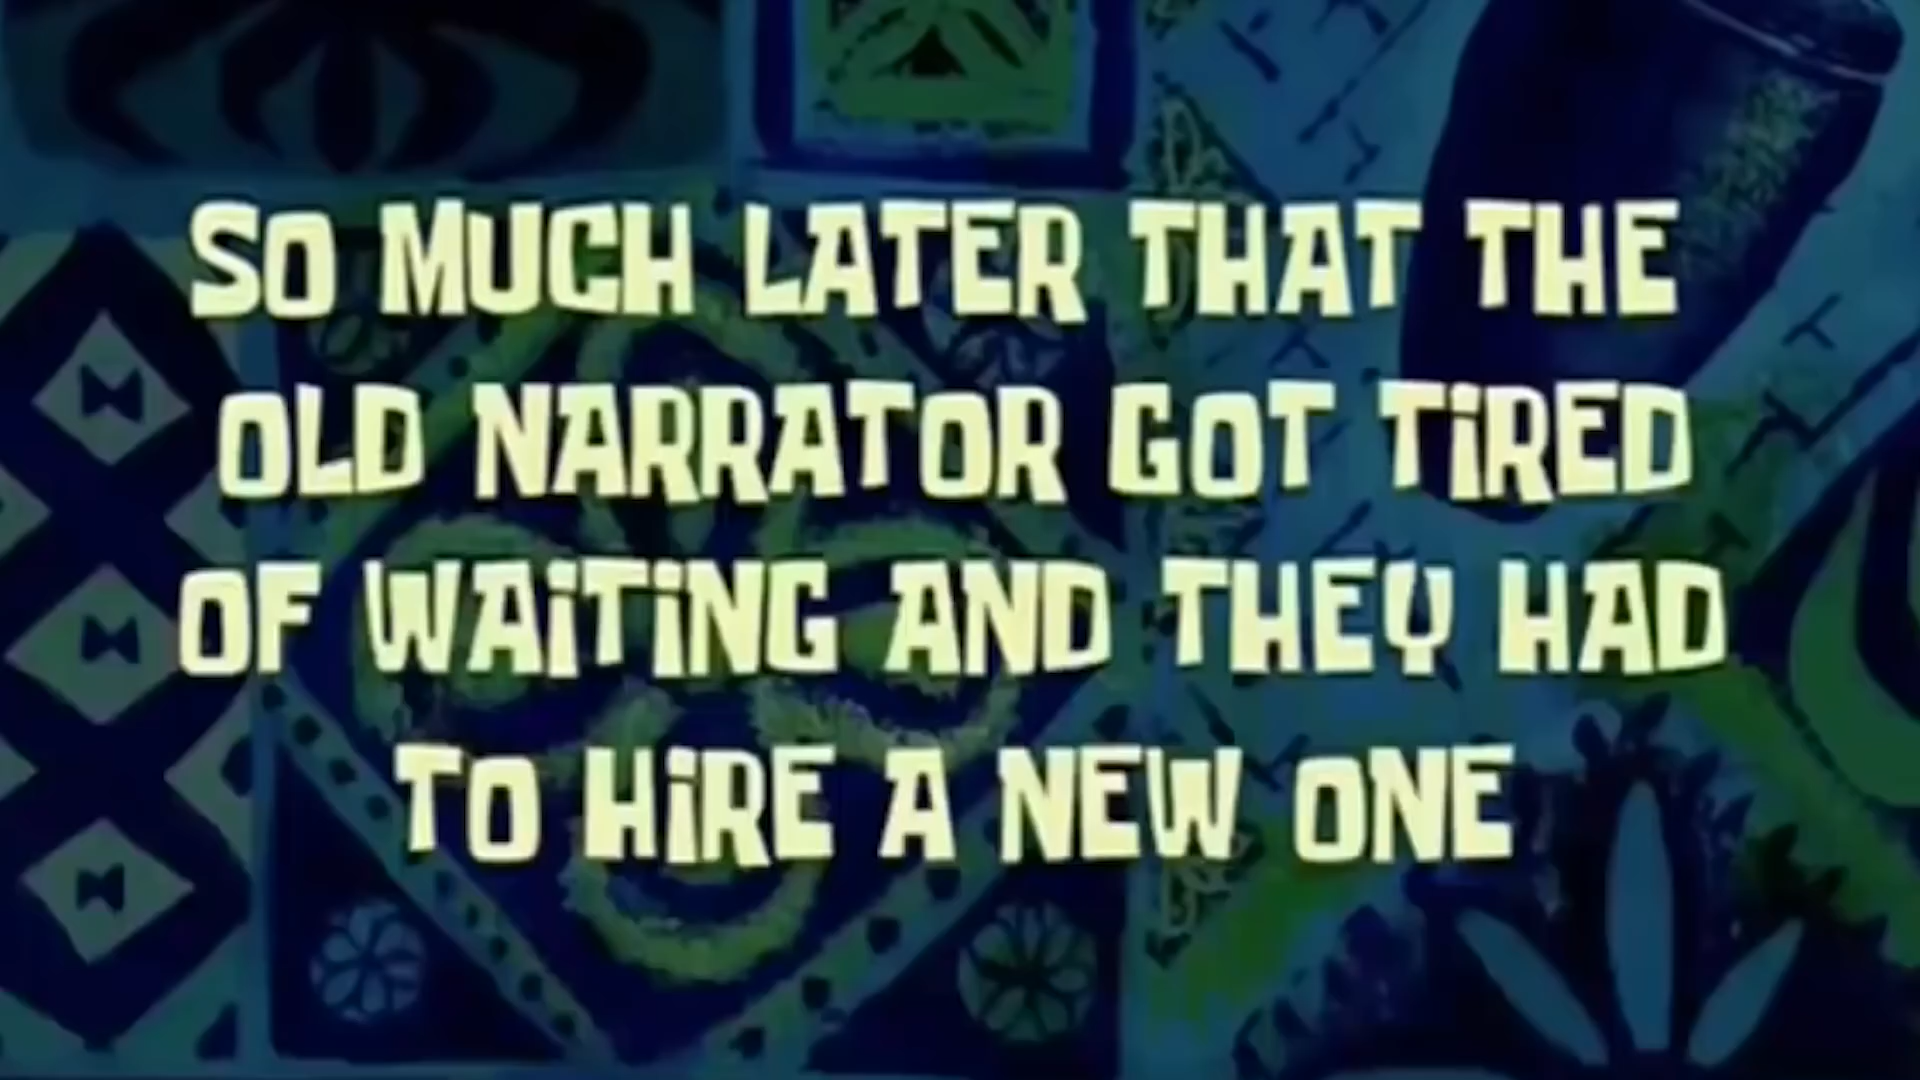 SO MUCH LATER THAT THE
OLD NARRATOR GOT TiRED
OF WAiTiNG AND THEY HAD
TO HiRE A NEW ONE